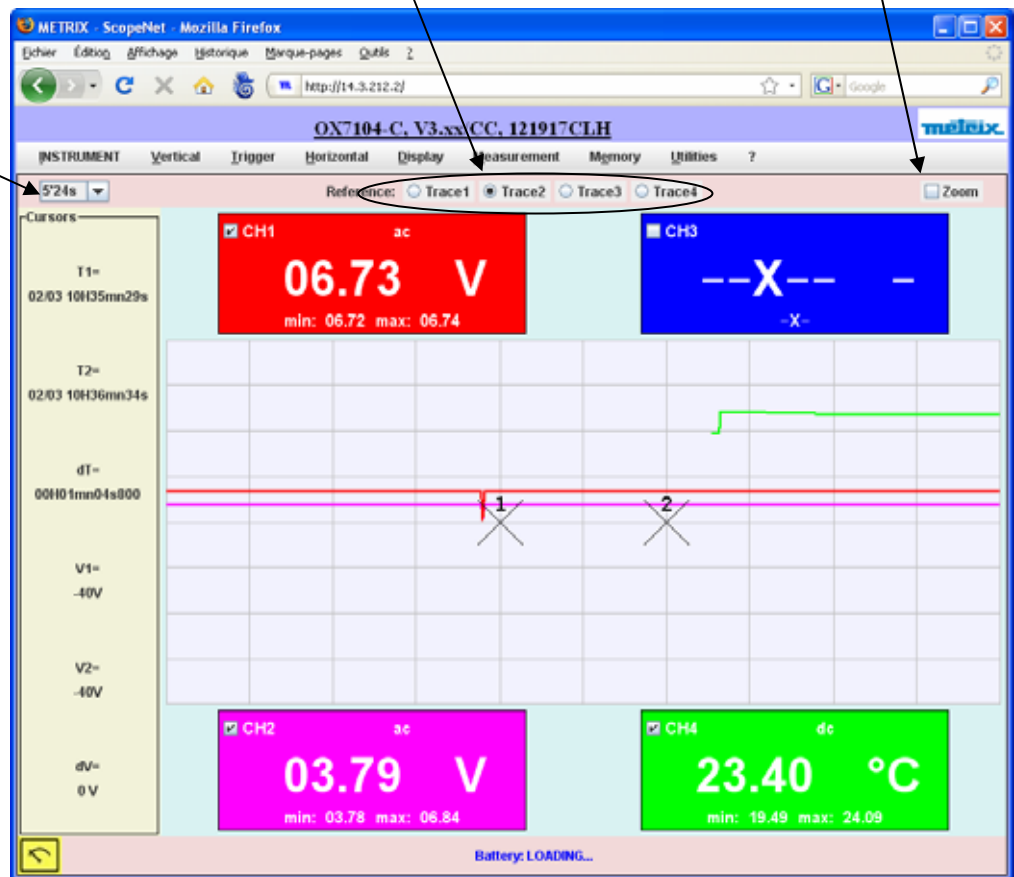 METRIX - ScopeNet - Mozilla Firefox
Fichier Édition Affichage Historique Marque-pages Outils ?
http://14.3.212.2/
G Google
OX7104-C, V3.xx/CC, 121917CLH
metrix
INSTRUMENT Vertical Trigger Horizontal Display Measurement Memory Utilities ?
5'24s Reference: Trace1 Trace2 Trace3 Trace4 Zoom
Cursors
T1=
02/03 10H35mn29s
T2=
02/03 10H36mn34s
dT=
00H01mn04s800
V1=
-40V
V2=
-40V
dV=
0 V
CH1 ac
06.73 V
min: 06.72 max: 06.74
CH3
--X-- -
-X-
1 2
CH2 ac
03.79 V
min: 03.78 max: 06.84
CH4 dc
23.40 °C
min: 19.49 max: 24.09
Battery: LOADING...